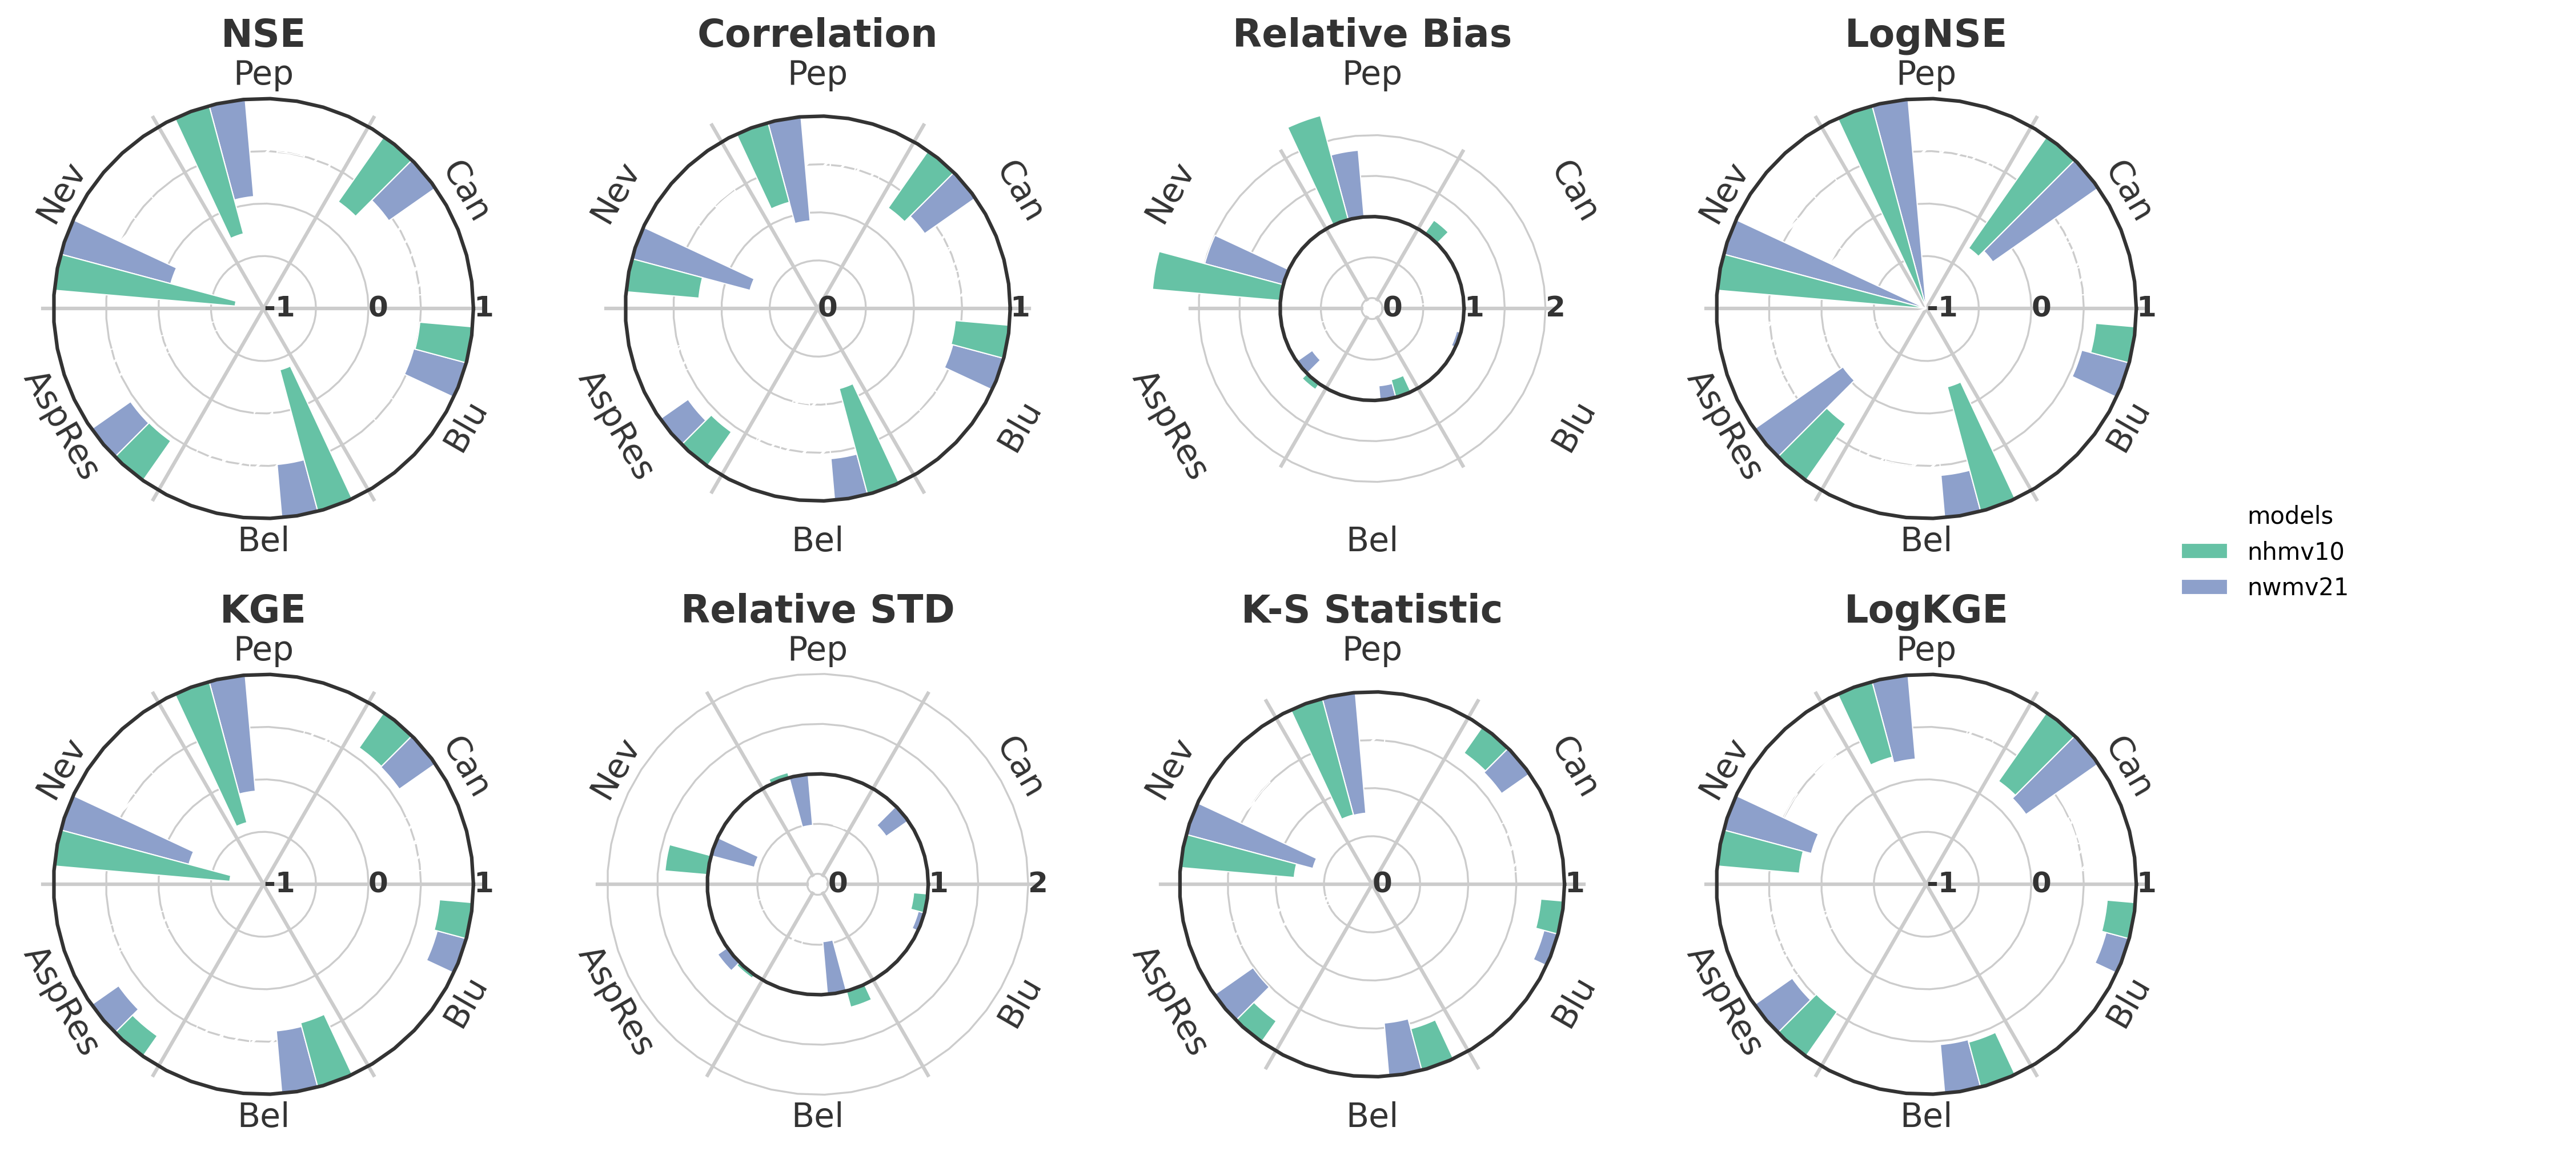 NSE
Pep
Can
Blu
Bel
AspRes
Nev
-1
0
1
Correlation
Pep
Can
Blu
Bel
AspRes
Nev
0
1
Relative Bias
Pep
Can
Blu
Bel
AspRes
Nev
0
1
2
LogNSE
Pep
Can
Blu
Bel
AspRes
Nev
-1
0
1
models
nhmv10
nwmv21
KGE
Pep
Can
Blu
Bel
AspRes
Nev
-1
0
1
Relative STD
Pep
Can
Blu
Bel
AspRes
Nev
0
1
2
K-S Statistic
Pep
Can
Blu
Bel
AspRes
Nev
0
1
LogKGE
Pep
Can
Blu
Bel
AspRes
Nev
-1
0
1